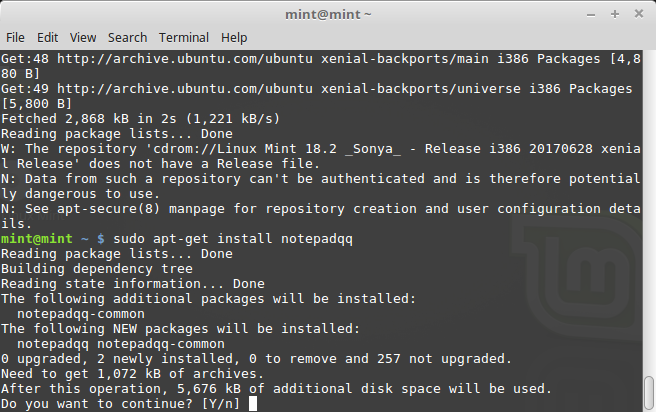 mint@mint ~
File Edit View Search Terminal Help
Get:48 http://archive.ubuntu.com/ubuntu xenial-backports/main i386 Packages [4,8
80 B]
Get:49 http://archive.ubuntu.com/ubuntu xenial-backports/universe i386 Packages
[5,800 B]
Fetched 2,868 kB in 2s (1,221 kB/s)
Reading package lists... Done
W: The repository 'cdrom://Linux Mint 18.2 _Sonya_ - Release i386 20170628 xenia
l Release' does not have a Release file.
N: Data from such a repository can't be authenticated and is therefore potential
ly dangerous to use.
N: See apt-secure(8) manpage for repository creation and user configuration deta
ils.
mint@mint ~ $ sudo apt-get install notepadqq
Reading package lists... Done
Building dependency tree
Reading state information... Done
The following additional packages will be installed:
  notepadqq-common
The following NEW packages will be installed:
  notepadqq notepadqq-common
0 upgraded, 2 newly installed, 0 to remove and 257 not upgraded.
Need to get 1,072 kB of archives.
After this operation, 5,676 kB of additional disk space will be used.
Do you want to continue? [Y/n]